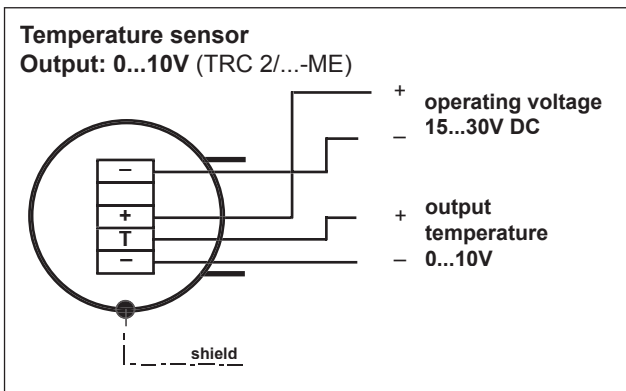 Temperature sensor
Output: 0...10V (TRC 2/...-ME)
+
operating voltage
15...30V DC
–
–
+
T
–
+
output
temperature
– 0...10V
shield